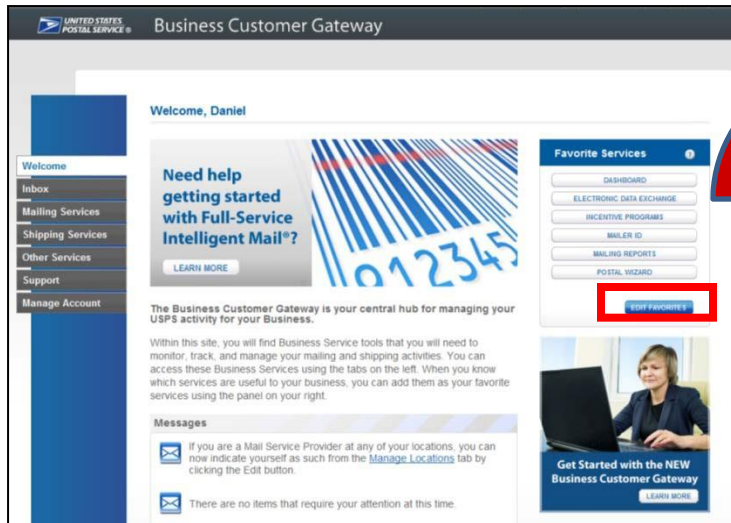 UNITED STATES
POSTAL SERVICE ®
Business Customer Gateway
Welcome, Daniel
Welcome
Inbox
Mailing Services
Shipping Services
Other Services
Support
Manage Account
Need help
getting started
with Full-Service
Intelligent Mail®?
LEARN MORE
912345
The Business Customer Gateway is your central hub for managing your
USPS activity for your Business.
Within this site, you will find Business Service tools that you will need to
monitor, track, and manage your mailing and shipping activities. You can
access these Business Services using the tabs on the left. When you know
which services are useful to your business, you can add them as your favorite
services using the panel on your right.
Messages
If you are a Mail Service Provider at any of your locations, you can
now indicate yourself as such from the Manage Locations tab by
clicking the Edit button.
There are no items that require your attention at this time.
Favorite Services ?
DASHBOARD
ELECTRONIC DATA EXCHANGE
INCENTIVE PROGRAMS
MAILER ID
MAILING REPORTS
POSTAL WIZARD
EDIT FAVORITES
Get Started with the NEW
Business Customer Gateway
LEARN MORE